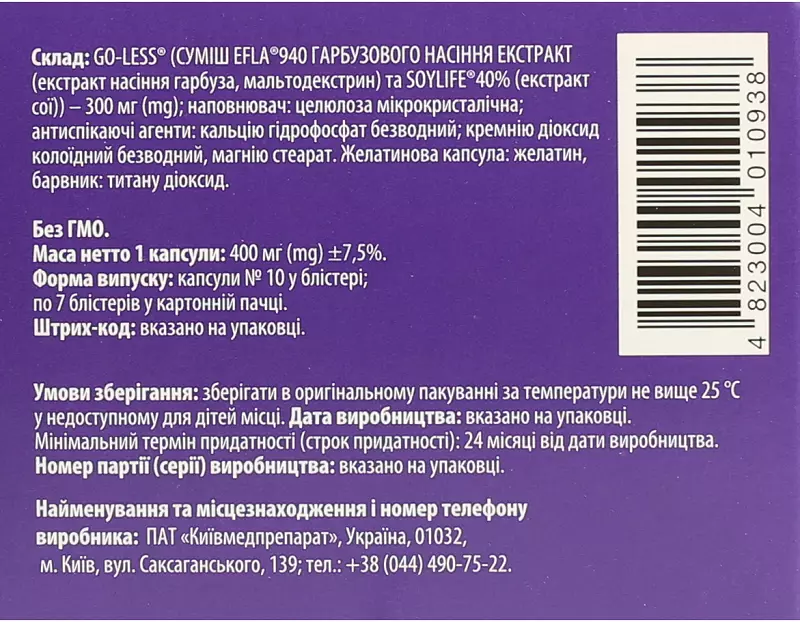 Склад: GO-LESS® (СУМІШ EFLA®940 ГАРБУЗОВОГО НАСІННЯ ЕКСТРАКТ
(екстракт насіння гарбуза, мальтодекстрин) та SOYLIFE®40% (екстракт
сої)) – 300 мг (mg); наповнювач: целюлоза мікрокристалічна;
антиспікаючі агенти: кальцію гідрофосфат безводний; кремнію діоксид
колоїдний безводний, магнію стеарат. Желатинова капсула: желатин,
барвник: титану діоксид.
Без ГМО.
Маса нетто 1 капсули: 400 мг (mg) ±7,5%.
Форма випуску: капсули № 10 у блістері;
по 7 блістерів у картонній пачці.
Штрих-код: вказано на упаковці.
4 823004 010938
Умови зберігання: зберігати в оригінальному пакуванні за температури не вище 25 °С
у недоступному для дітей місці. Дата виробництва: вказано на упаковці.
Мінімальний термін придатності (строк придатності): 24 місяці від дати виробництва.
Номер партії (серії) виробництва: вказано на упаковці.
Найменування та місцезнаходження і номер телефону
виробника: ПАТ «Київмедпрепарат», Україна, 01032,
м. Київ, вул. Саксаганського, 139; тел.: +38 (044) 490-75-22.